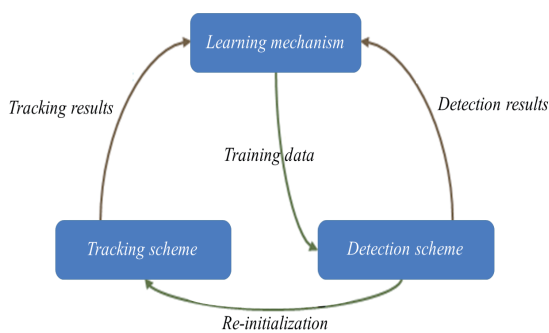 Learning mechanism
Tracking results
Detection results
Training data
Tracking scheme
Detection scheme
Re-initialization